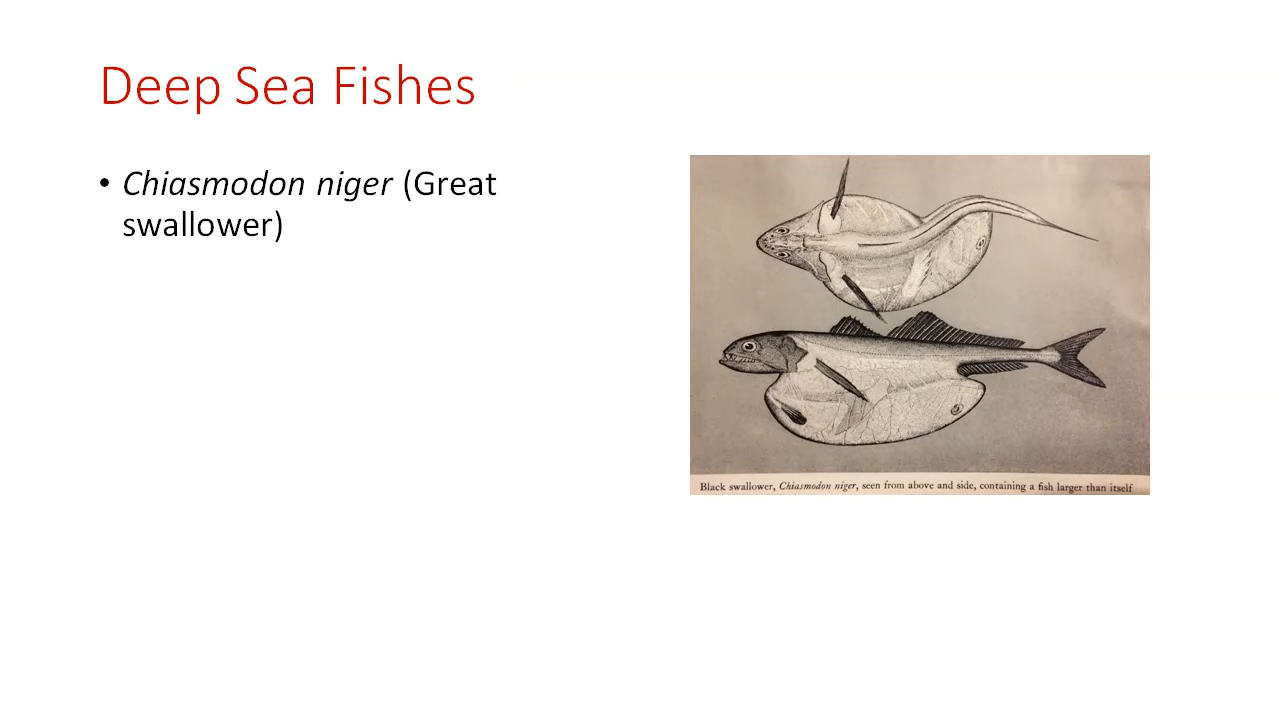 Deep Sea Fishes
• Chiasmodon niger (Great
swallower)
Black swallower, Chiasmodon niger, seen from above and side, containing a fish larger than itself